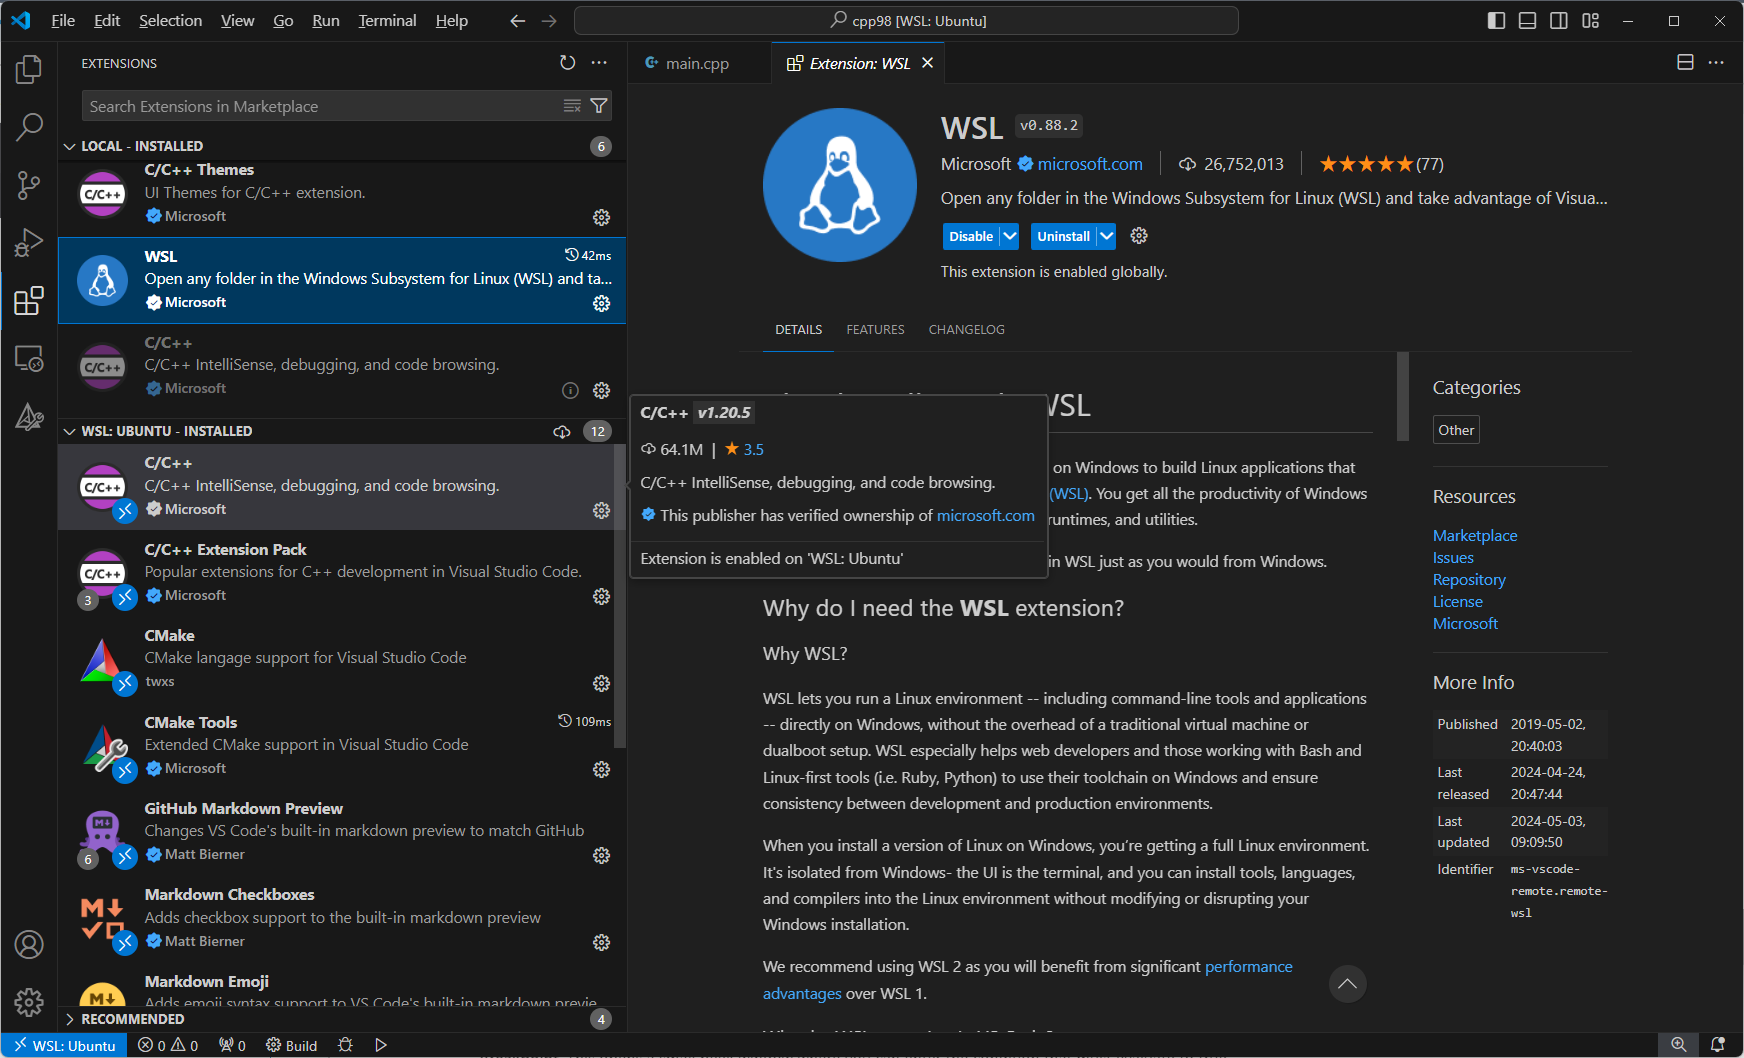 File Edit Selection View Go Run Terminal Help
cpp98 [WSL: Ubuntu]
EXTENSIONS
Search Extensions in Marketplace
LOCAL - INSTALLED 6
C/C++ Themes
UI Themes for C/C++ extension.
Microsoft
WSL 42ms
Open any folder in the Windows Subsystem for Linux (WSL) and ta...
Microsoft
C/C++
C/C++ IntelliSense, debugging, and code browsing.
Microsoft
WSL: UBUNTU - INSTALLED 12
C/C++
C/C++ IntelliSense, debugging, and code browsing.
Microsoft
C/C++ Extension Pack
Popular extensions for C++ development in Visual Studio Code.
3 Microsoft
CMake
CMake langage support for Visual Studio Code
twxs
CMake Tools 109ms
Extended CMake support in Visual Studio Code
Microsoft
GitHub Markdown Preview
Changes VS Code's built-in markdown preview to match GitHub
6 Matt Bierner
Markdown Checkboxes
Adds checkbox support to the built-in markdown preview
Matt Bierner
Markdown Emoji
Adds emoji syntax support to VS Code's built-in markdown previe
RECOMMENDED 4
main.cpp Extension: WSL
WSL v0.88.2
Microsoft microsoft.com 26,752,013 ★★★★★(77)
Open any folder in the Windows Subsystem for Linux (WSL) and take advantage of Visua...
Disable Uninstall
This extension is enabled globally.
DETAILS FEATURES CHANGELOG
WSL
on Windows to build Linux applications that
(WSL). You get all the productivity of Windows
runtimes, and utilities.
in WSL just as you would from Windows.
C/C++ v1.20.5
64.1M | ★ 3.5
C/C++ IntelliSense, debugging, and code browsing.
This publisher has verified ownership of microsoft.com
Extension is enabled on 'WSL: Ubuntu'
Why do I need the WSL extension?
Why WSL?
WSL lets you run a Linux environment -- including command-line tools and applications
-- directly on Windows, without the overhead of a traditional virtual machine or
dualboot setup. WSL especially helps web developers and those working with Bash and
Linux-first tools (i.e. Ruby, Python) to use their toolchain on Windows and ensure
consistency between development and production environments.
When you install a version of Linux on Windows, you're getting a full Linux environment.
It's isolated from Windows- the UI is the terminal, and you can install tools, languages,
and compilers into the Linux environment without modifying or disrupting your
Windows installation.
We recommend using WSL 2 as you will benefit from significant performance
advantages over WSL 1.
Categories
Other
Resources
Marketplace
Issues
Repository
License
Microsoft
More Info
Published 2019-05-02,
20:40:03
Last 2024-04-24,
released 20:47:44
Last 2024-05-03,
updated 09:09:50
Identifier ms-vscode-
remote.remote-
wsl
WSL: Ubuntu 0 0 0 Build